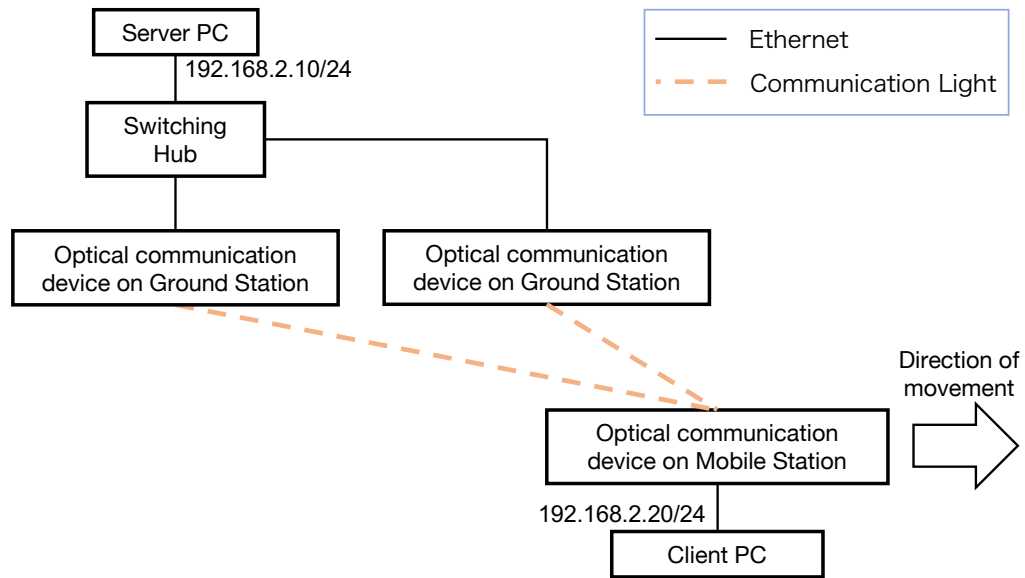 Server PC
192.168.2.10/24
Ethernet
Communication Light
Switching
Hub
Optical communication
device on Ground Station
Optical communication
device on Ground Station
Direction of
movement
Optical communication
device on Mobile Station
192.168.2.20/24
Client PC